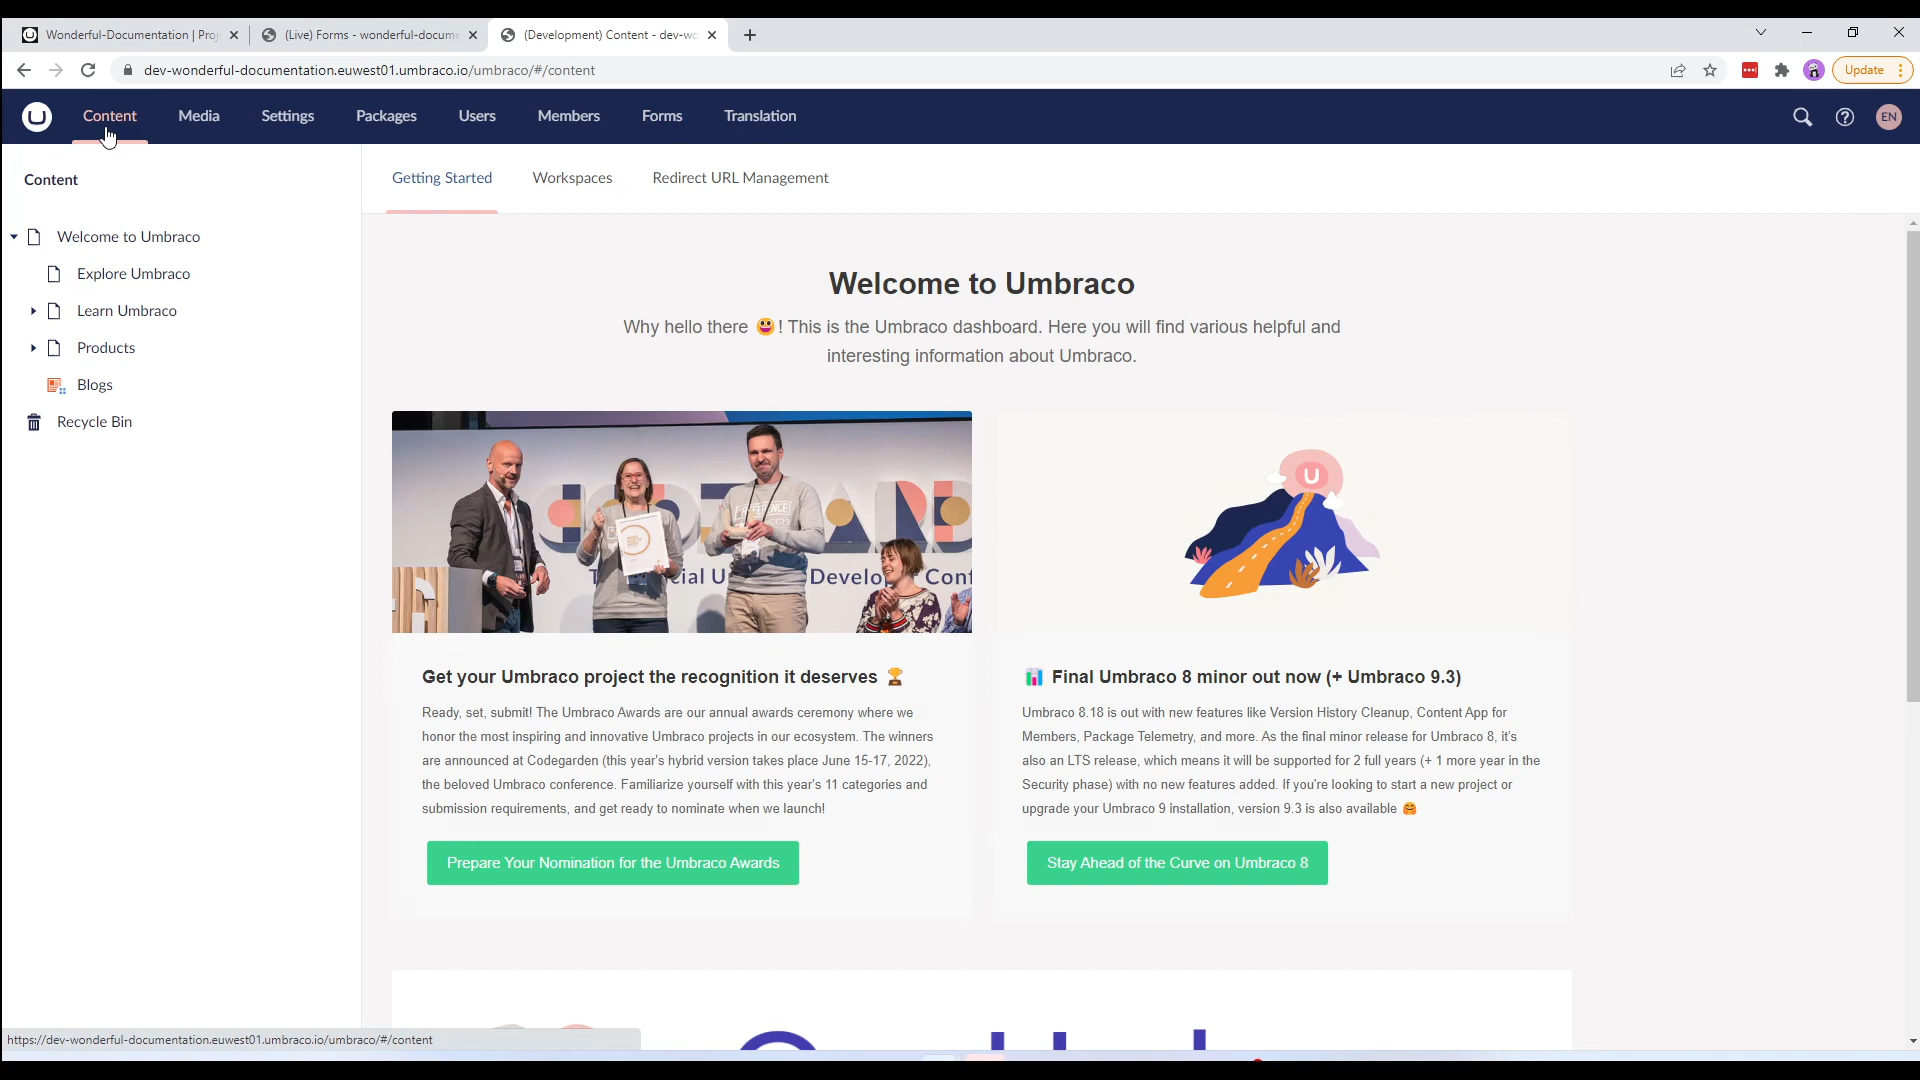 Wonderful-Documentation | Proj
(Live) Forms - wonderful-docume
(Development) Content - dev-wo
dev-wonderful-documentation.euwest01.umbraco.io/umbraco/#/content
Update
Content
Media
Settings
Packages
Users
Members
Forms
Translation
EN
Content
Getting Started
Workspaces
Redirect URL Management
Welcome to Umbraco
Explore Umbraco
Learn Umbraco
Products
Blogs
Recycle Bin
Welcome to Umbraco
Why hello there 😃! This is the Umbraco dashboard. Here you will find various helpful and
interesting information about Umbraco.
Get your Umbraco project the recognition it deserves 🏆
Ready, set, submit! The Umbraco Awards are our annual awards ceremony where we
honor the most inspiring and innovative Umbraco projects in our ecosystem. The winners
are announced at Codegarden (this year's hybrid version takes place June 15-17, 2022),
the beloved Umbraco conference. Familiarize yourself with this year's 11 categories and
submission requirements, and get ready to nominate when we launch!
Prepare Your Nomination for the Umbraco Awards
📊 Final Umbraco 8 minor out now (+ Umbraco 9.3)
Umbraco 8.18 is out with new features like Version History Cleanup, Content App for
Members, Package Telemetry, and more. As the final minor release for Umbraco 8, it's
also an LTS release, which means it will be supported for 2 full years (+ 1 more year in the
Security phase) with no new features added. If you're looking to start a new project or
upgrade your Umbraco 9 installation, version 9.3 is also available 🤗
Stay Ahead of the Curve on Umbraco 8
https://dev-wonderful-documentation.euwest01.umbraco.io/umbraco/#/content